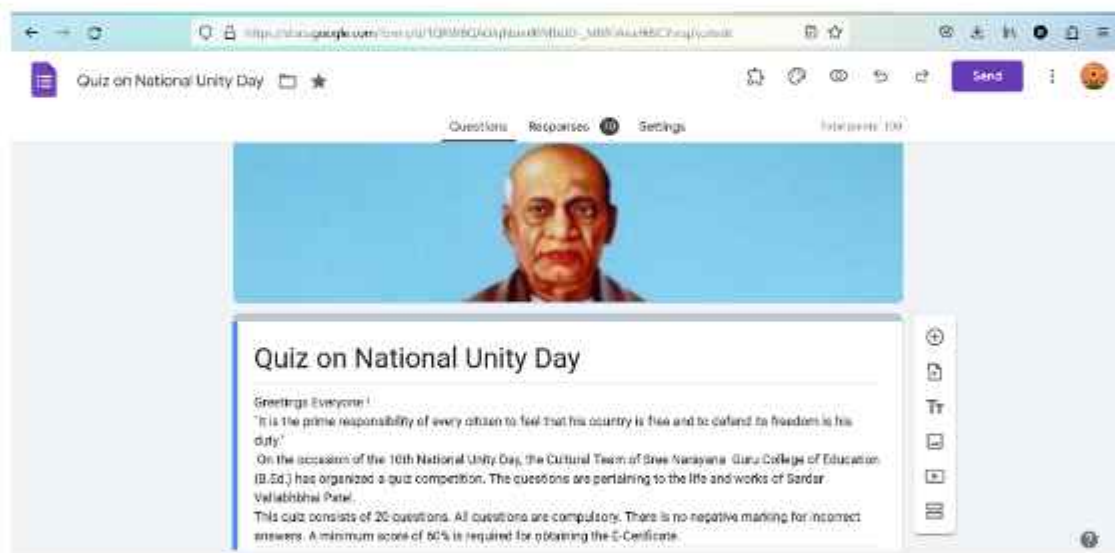 Quiz on National Unity Day
Send
Questions Responses Settings
Total points: 100
Quiz on National Unity Day
Greetings Everyone !
"It is the prime responsibility of every citizen to feel that his country is free and to defend its freedom is his
duty."
On the occasion of the 10th National Unity Day, the Cultural Team of Sree Narayana Guru College of Education
(B.Ed.) has organized a quiz competition. The questions are pertaining to the life and works of Sardar
Vallabhbhai Patel.
This quiz consists of 20 questions. All questions are compulsory. There is no negative marking for incorrect
answers. A minimum score of 60% is required for obtaining the E-Certificate.
Tт